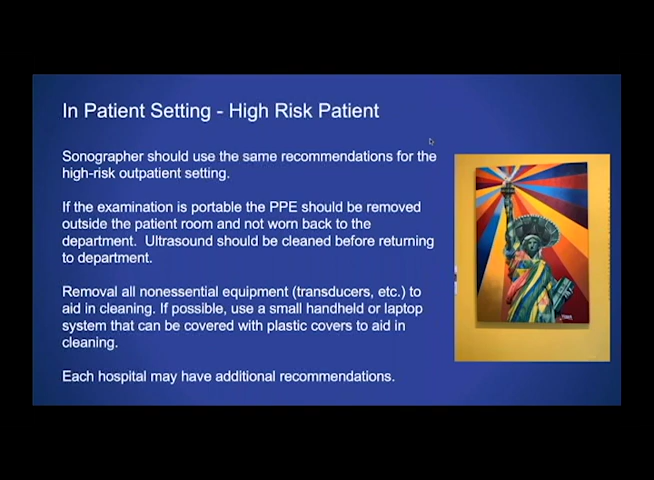 In Patient Setting - High Risk Patient
Sonographer should use the same recommendations for the
high-risk outpatient setting.
If the examination is portable the PPE should be removed
outside the patient room and not worn back to the
department.  Ultrasound should be cleaned before returning
to department.
Removal all nonessential equipment (transducers, etc.) to
aid in cleaning. If possible, use a small handheld or laptop
system that can be covered with plastic covers to aid in
cleaning.
Each hospital may have additional recommendations.